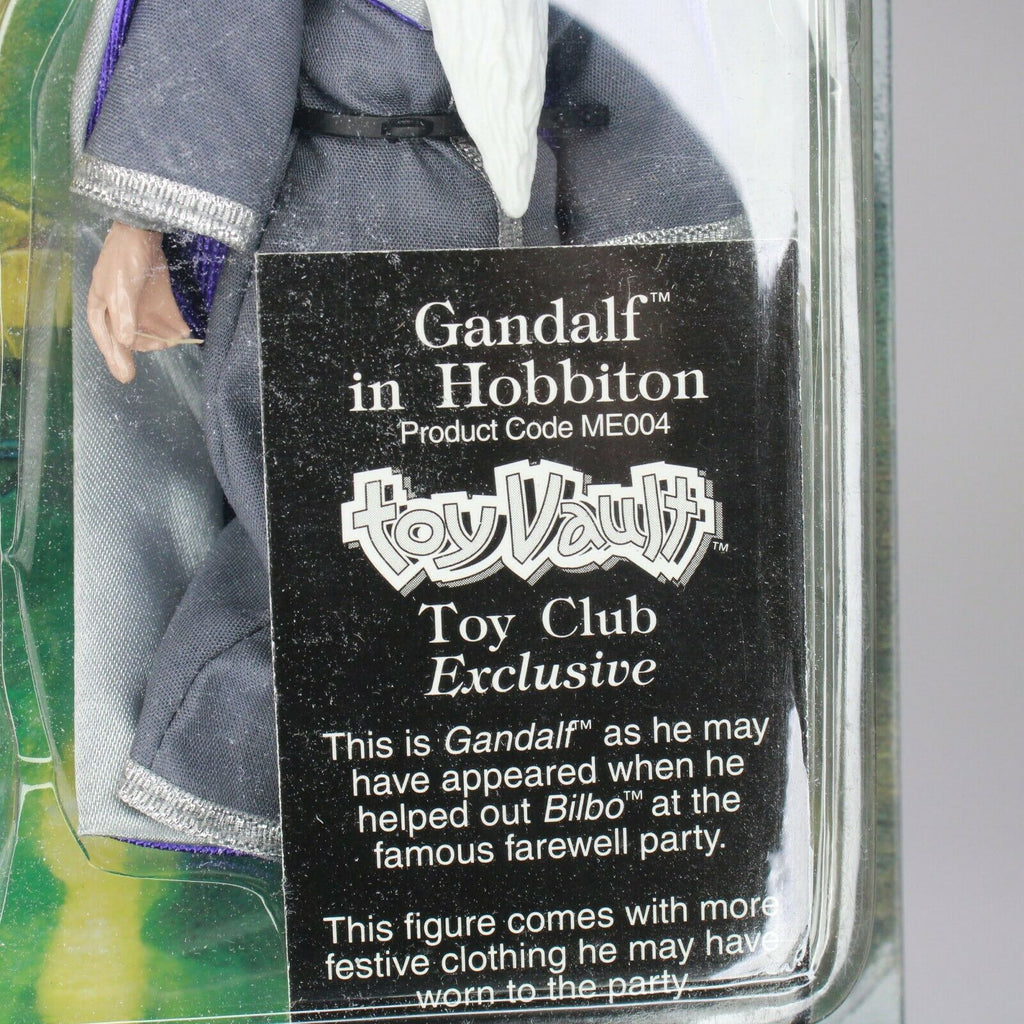 Gandalf™
in Hobbiton
Product Code ME004
toy Vault™
Toy Club
Exclusive
This is Gandalf™ as he may
have appeared when he
helped out Bilbo™ at the
famous farewell party.
This figure comes with more
festive clothing he may have
worn to the party.